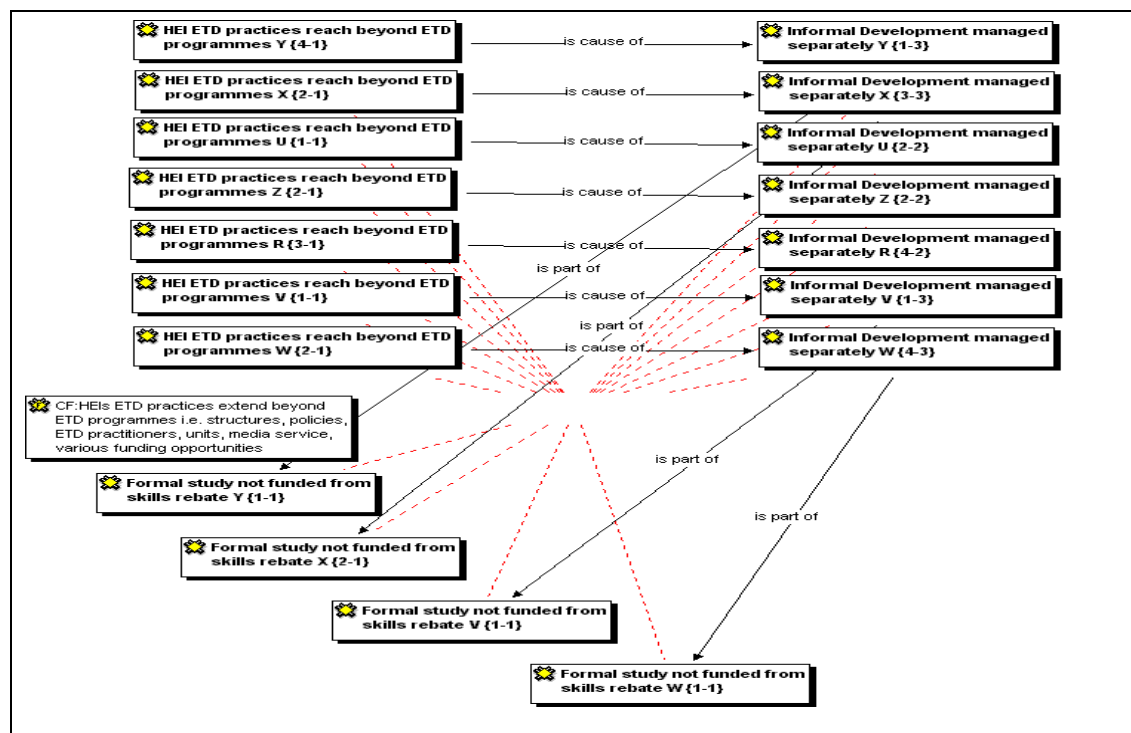 HEI ETD practices reach beyond ETD
programmes Y {4-1}
is cause of
Informal Development managed
separately Y {1-3}
HEI ETD practices reach beyond ETD
programmes X {2-1}
is cause of
Informal Development managed
separately X {3-3}
HEI ETD practices reach beyond ETD
programmes U {1-1}
is cause of
Informal Development managed
separately U {2-2}
HEI ETD practices reach beyond ETD
programmes Z {2-1}
is cause of
Informal Development managed
separately Z {2-2}
HEI ETD practices reach beyond ETD
programmes R {3-1}
is cause of
Informal Development managed
separately R {4-2}
is part of
HEI ETD practices reach beyond ETD
programmes V {1-1}
is cause of
Informal Development managed
separately V {1-3}
is part of
HEI ETD practices reach beyond ETD
programmes W {2-1}
is cause of
Informal Development managed
separately W {4-3}
CF:HEIs ETD practices extend beyond
ETD programmes i.e. structures, policies,
ETD practitioners, units, media service,
various funding opportunities
is part of
Formal study not funded from
skills rebate Y {1-1}
is part of
Formal study not funded from
skills rebate X {2-1}
Formal study not funded from
skills rebate V {1-1}
Formal study not funded from
skills rebate W {1-1}